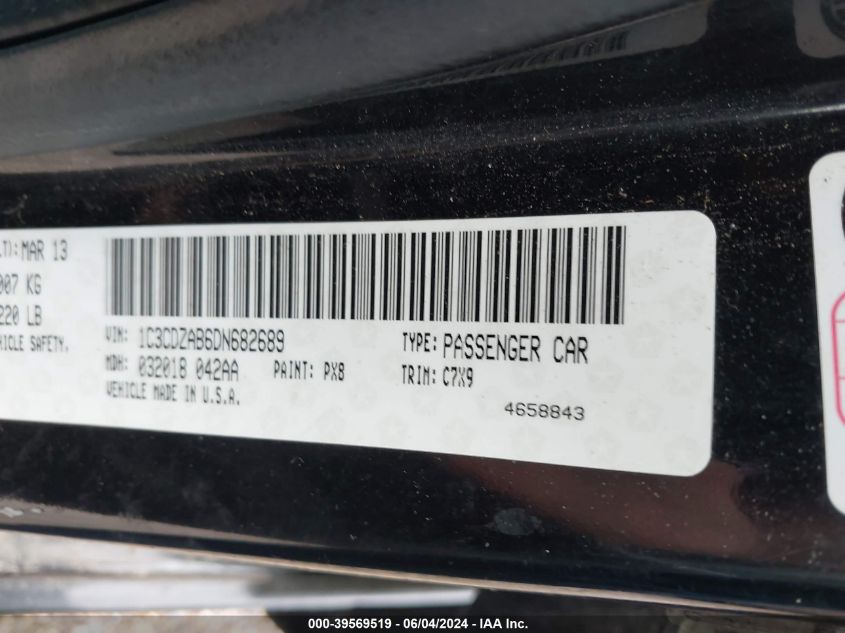 LT): MAR 13
007 KG
220 LB
HICLE SAFETY.
VIN: 1C3CDZAB6DN682689
TYPE: PASSENGER CAR
MDH: 032018 042AA
PAINT: PX8
TRIM: C7X9
VEHICLE MADE IN U.S.A.
4658843
000-39569519 - 06/04/2024 - IAA Inc.